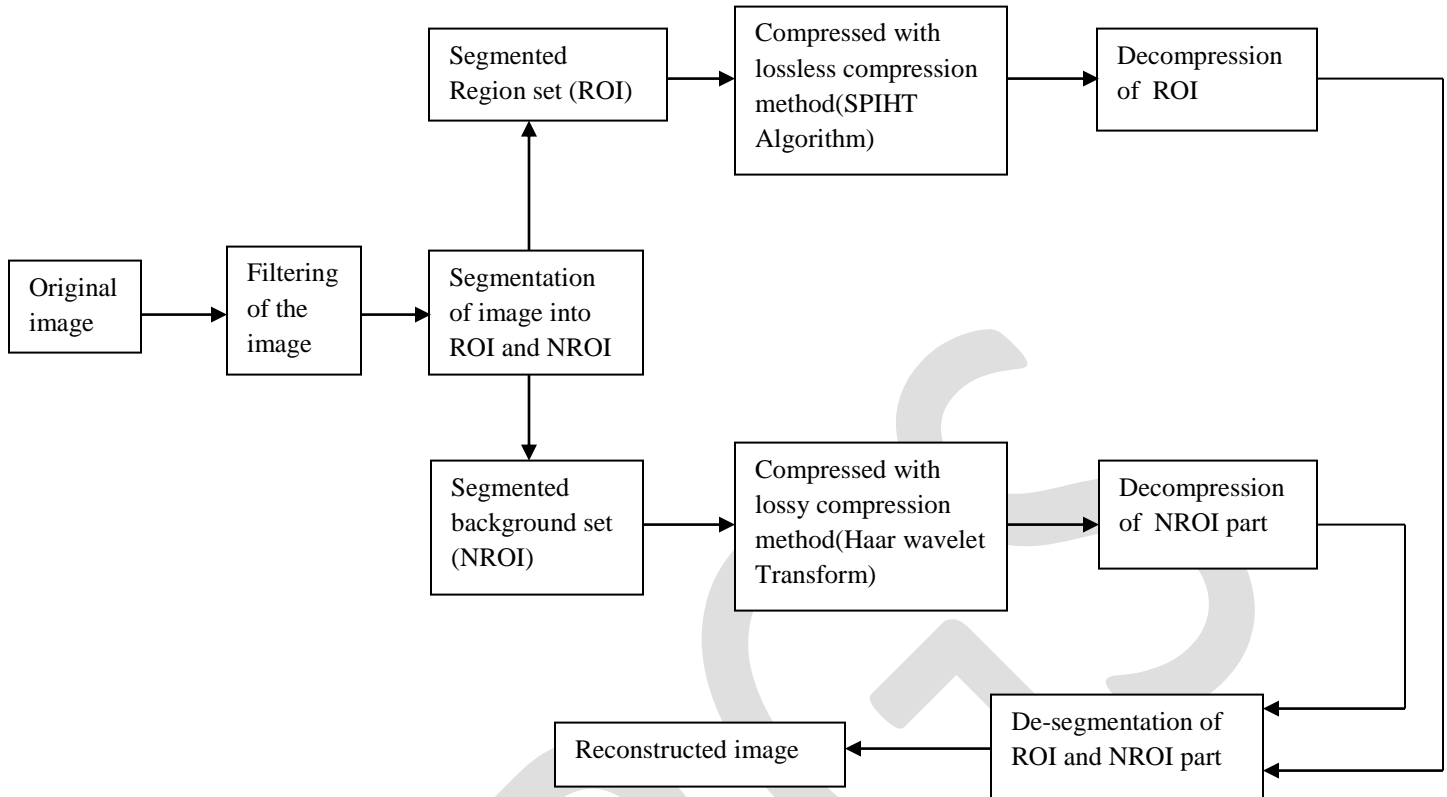 Original
image
Filtering
of the
image
Segmentation
of image into
ROI and NROI
Segmented
Region set (ROI)
Compressed with
lossless compression
method(SPIHT
Algorithm)
Decompression
of ROI
Segmented
background set
(NROI)
Compressed with
lossy compression
method(Haar wavelet
Transform)
Decompression
of NROI part
De-segmentation of
ROI and NROI part
Reconstructed image